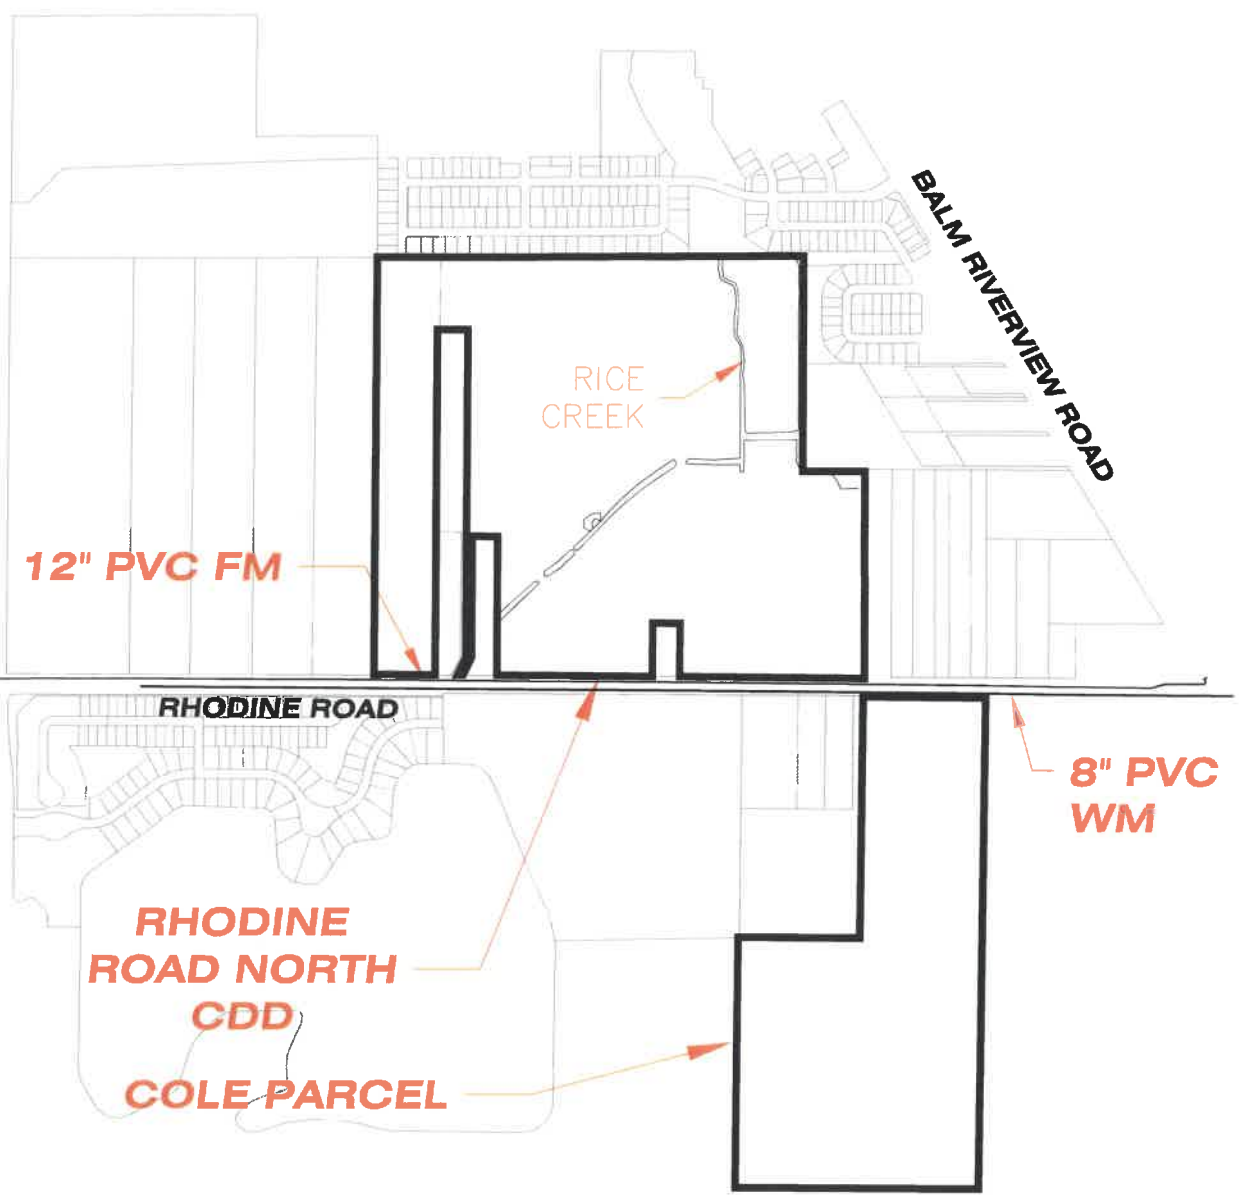 BALM RIVERVIEW ROAD
RICE
CREEK
12" PVC FM
RHODINE ROAD
8" PVC
WM
RHODINE
ROAD NORTH
CDD
COLE PARCEL